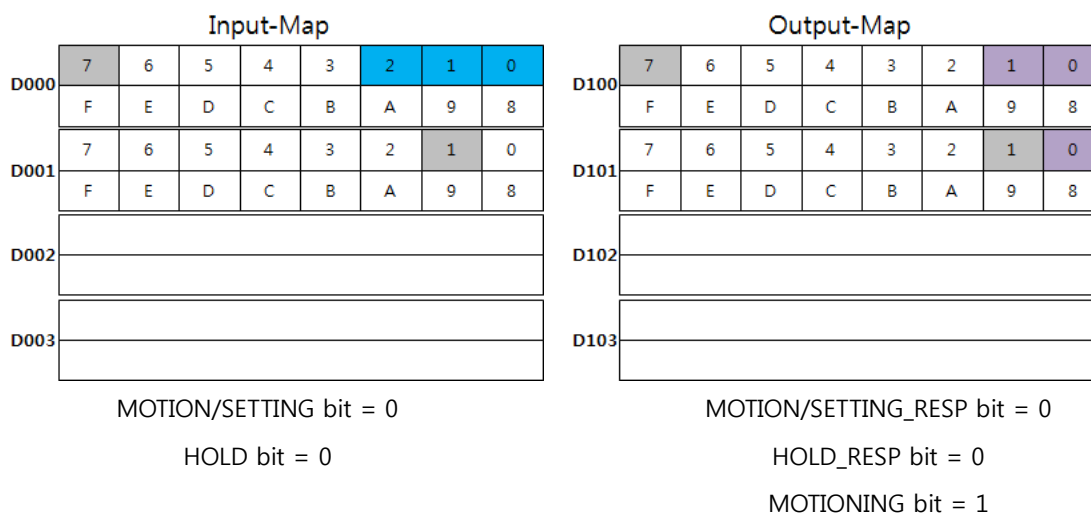 Input-Map
Output-Map
D000
7 6 5 4 3 2 1 0
F E D C B A 9 8
D001
7 6 5 4 3 2 1 0
F E D C B A 9 8
D002
D003
D100
7 6 5 4 3 2 1 0
F E D C B A 9 8
D101
7 6 5 4 3 2 1 0
F E D C B A 9 8
D102
D103
MOTION/SETTING bit = 0
HOLD bit = 0
MOTION/SETTING_RESP bit = 0
HOLD_RESP bit = 0
MOTIONING bit = 1